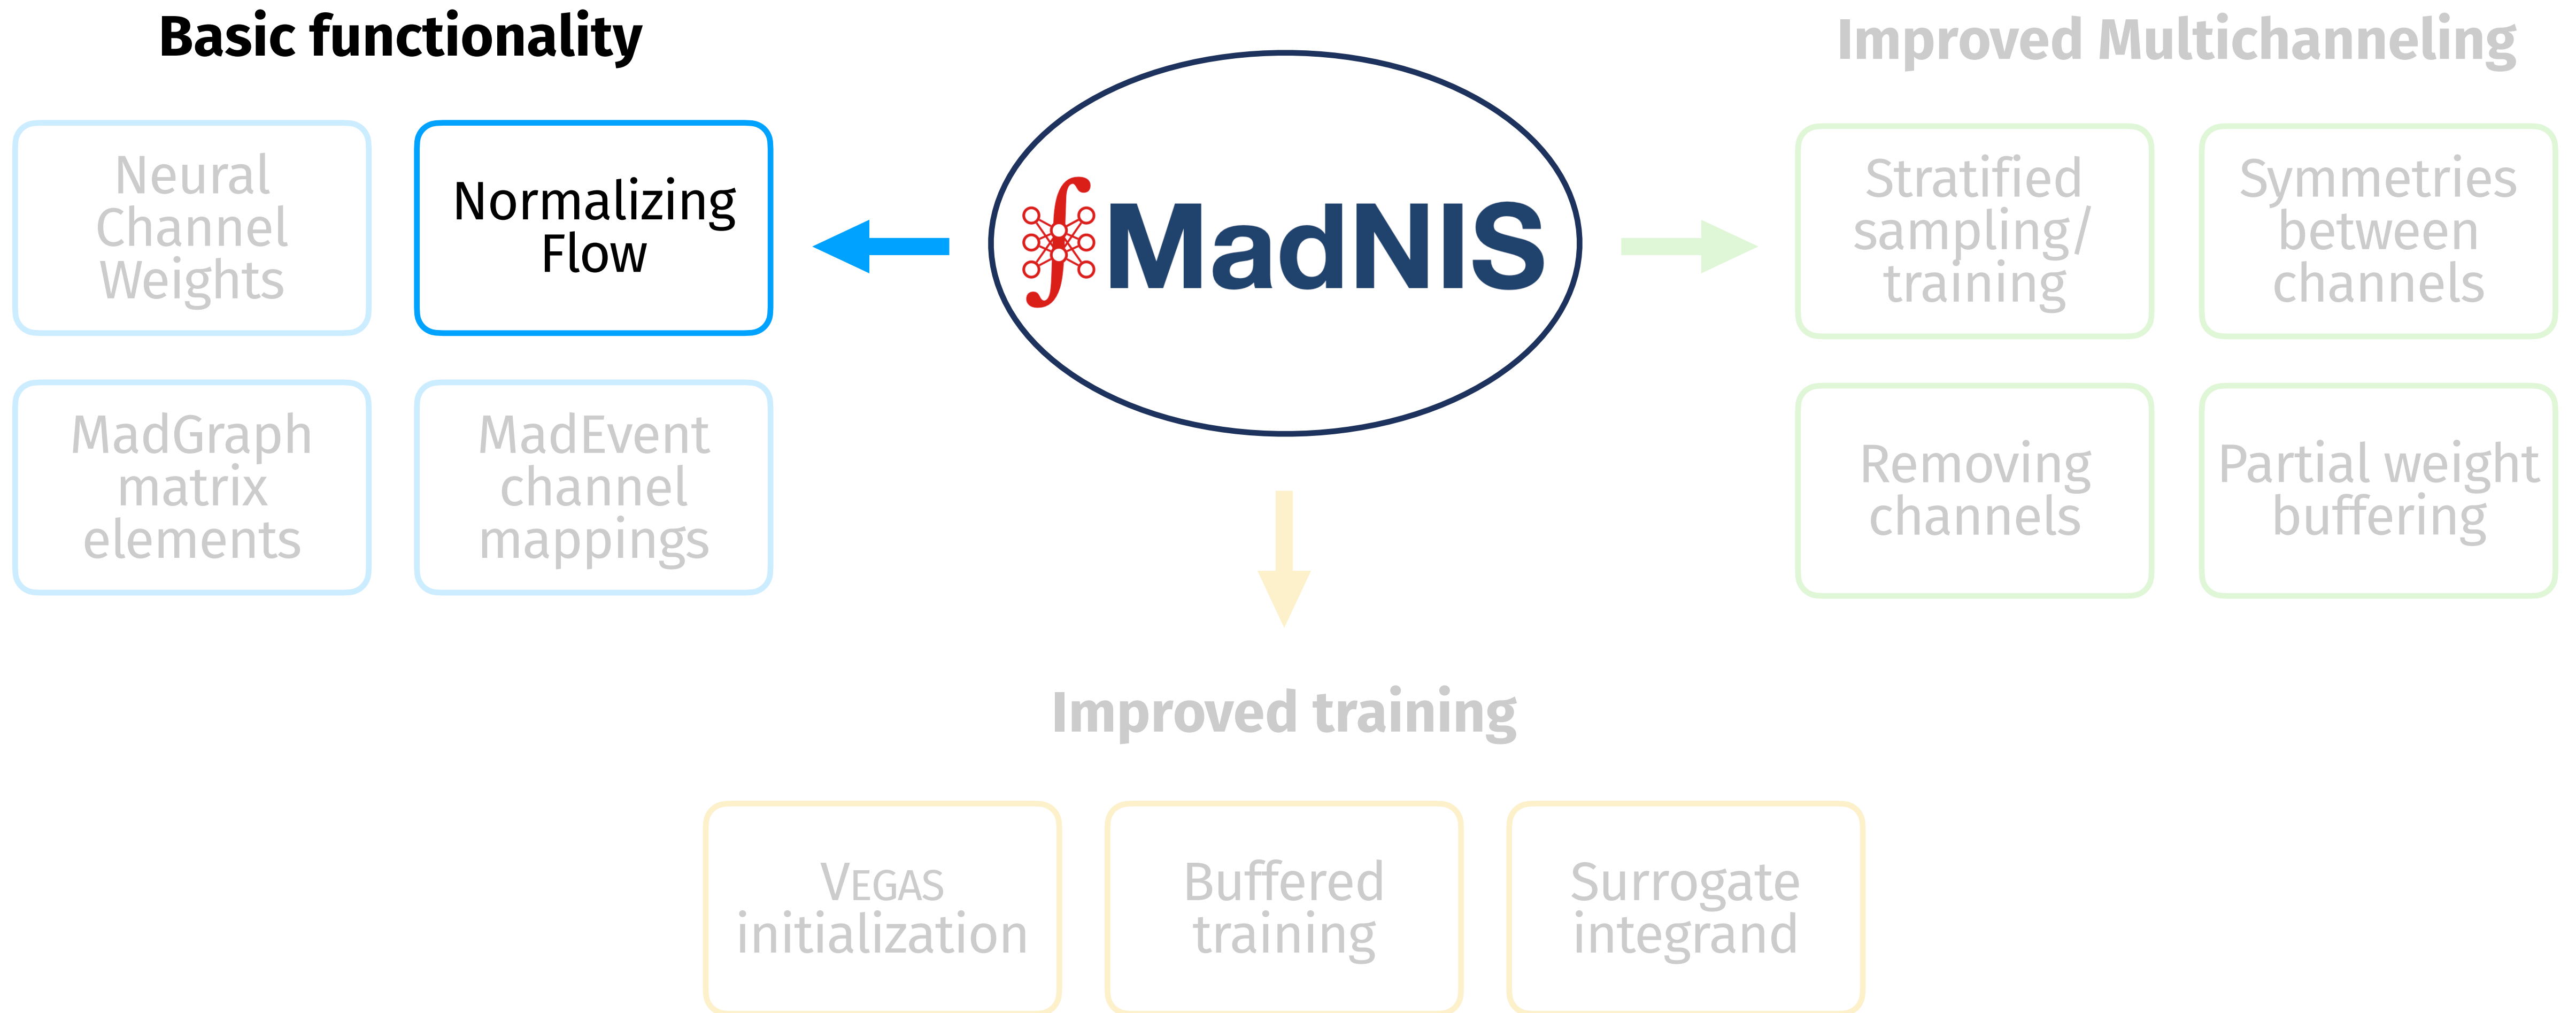 Basic functionality
Neural
Channel
Weights
Normalizing
Flow
MadGraph
matrix
elements
MadEvent
channel
mappings
MadNIS
Improved Multichanneling
Stratified
sampling/
training
Symmetries
between
channels
Removing
channels
Partial weight
buffering
Improved training
VEGAS
initialization
Buffered
training
Surrogate
integrand